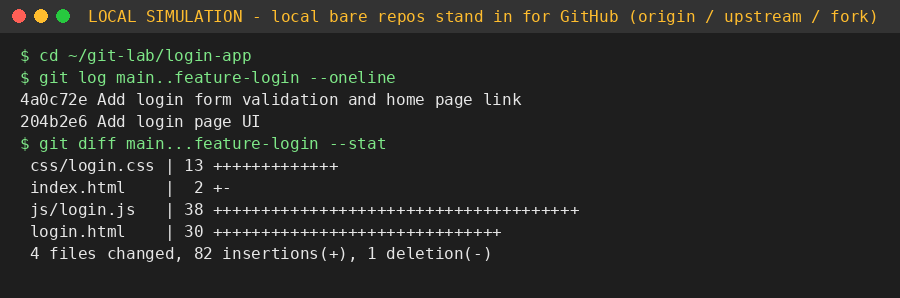 LOCAL SIMULATION - local bare repos stand in for GitHub (origin / upstream / fork)
$ cd ~/git-lab/login-app
$ git log main..feature-login --oneline
4a0c72e Add login form validation and home page link
204b2e6 Add login page UI
$ git diff main...feature-login --stat
 css/login.css | 13 +++++++++++++
 index.html    |  2 +-
 js/login.js   | 38 ++++++++++++++++++++++++++++++++++++++
 login.html    | 30 ++++++++++++++++++++++++++++++
 4 files changed, 82 insertions(+), 1 deletion(-)